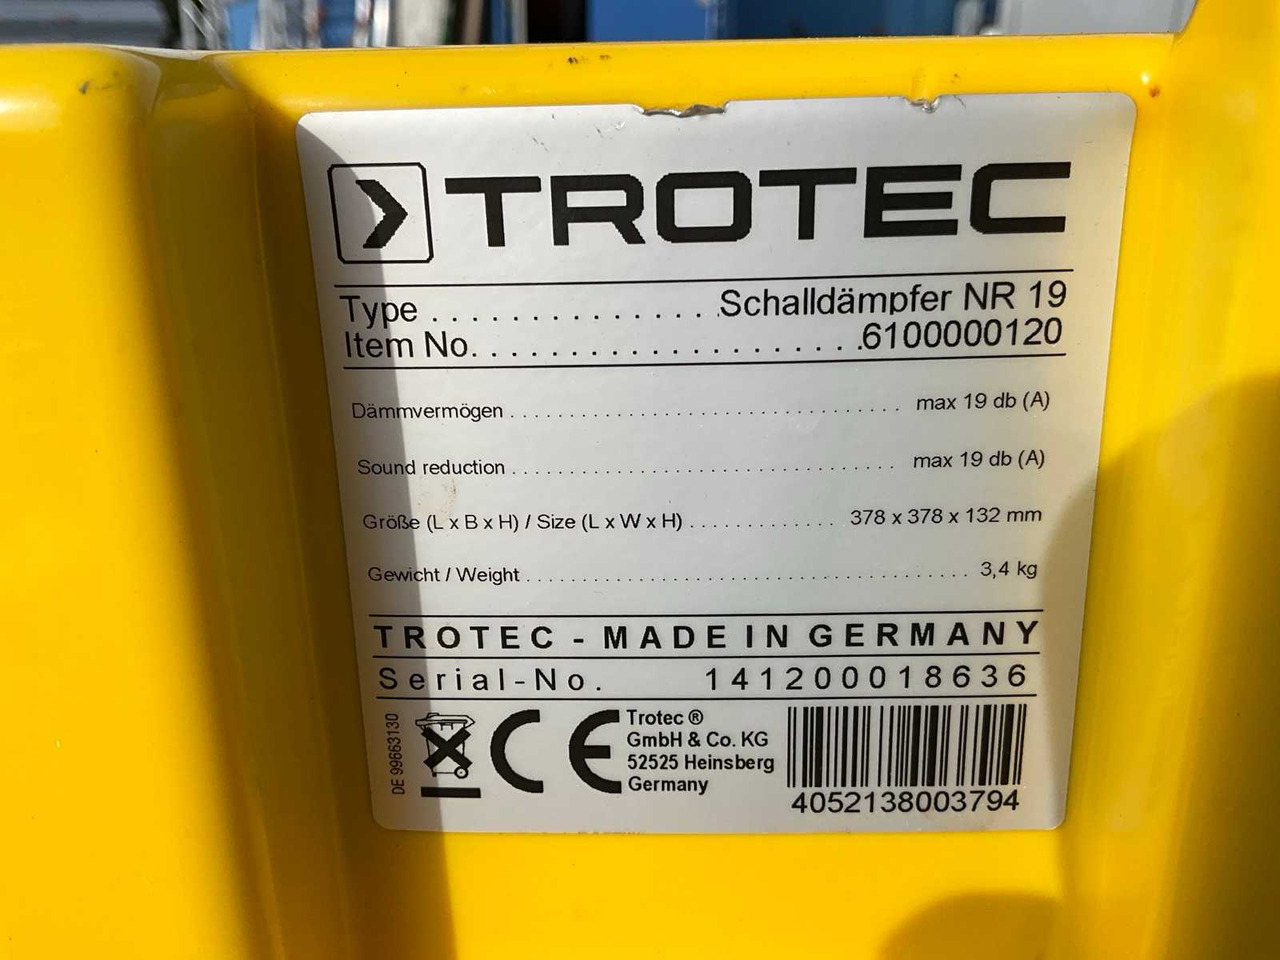 TROTEC
Type . . . . . . . . . . . . . . . .Schalldämpfer NR 19
Item No. . . . . . . . . . . . . . . . . . . . .6100000120
Dämmvermögen . . . . . . . . . . . . . . . . . . . . . . . . . . . . . . . . . . max 19 db (A)
Sound reduction . . . . . . . . . . . . . . . . . . . . . . . . . . . . . . . . . max 19 db (A)
Größe (L x B x H) / Size (L x W x H) . . . . . . . . . . . . . 378 x 378 x 132 mm
Gewicht / Weight . . . . . . . . . . . . . . . . . . . . . . . . . . . . . . . . . . . . . . 3,4 kg
TROTEC - MADE IN GERMANY
Serial-No. 141200018636
DE 99663130
CE
Trotec ®
GmbH & Co. KG
52525 Heinsberg
Germany
4052138003794